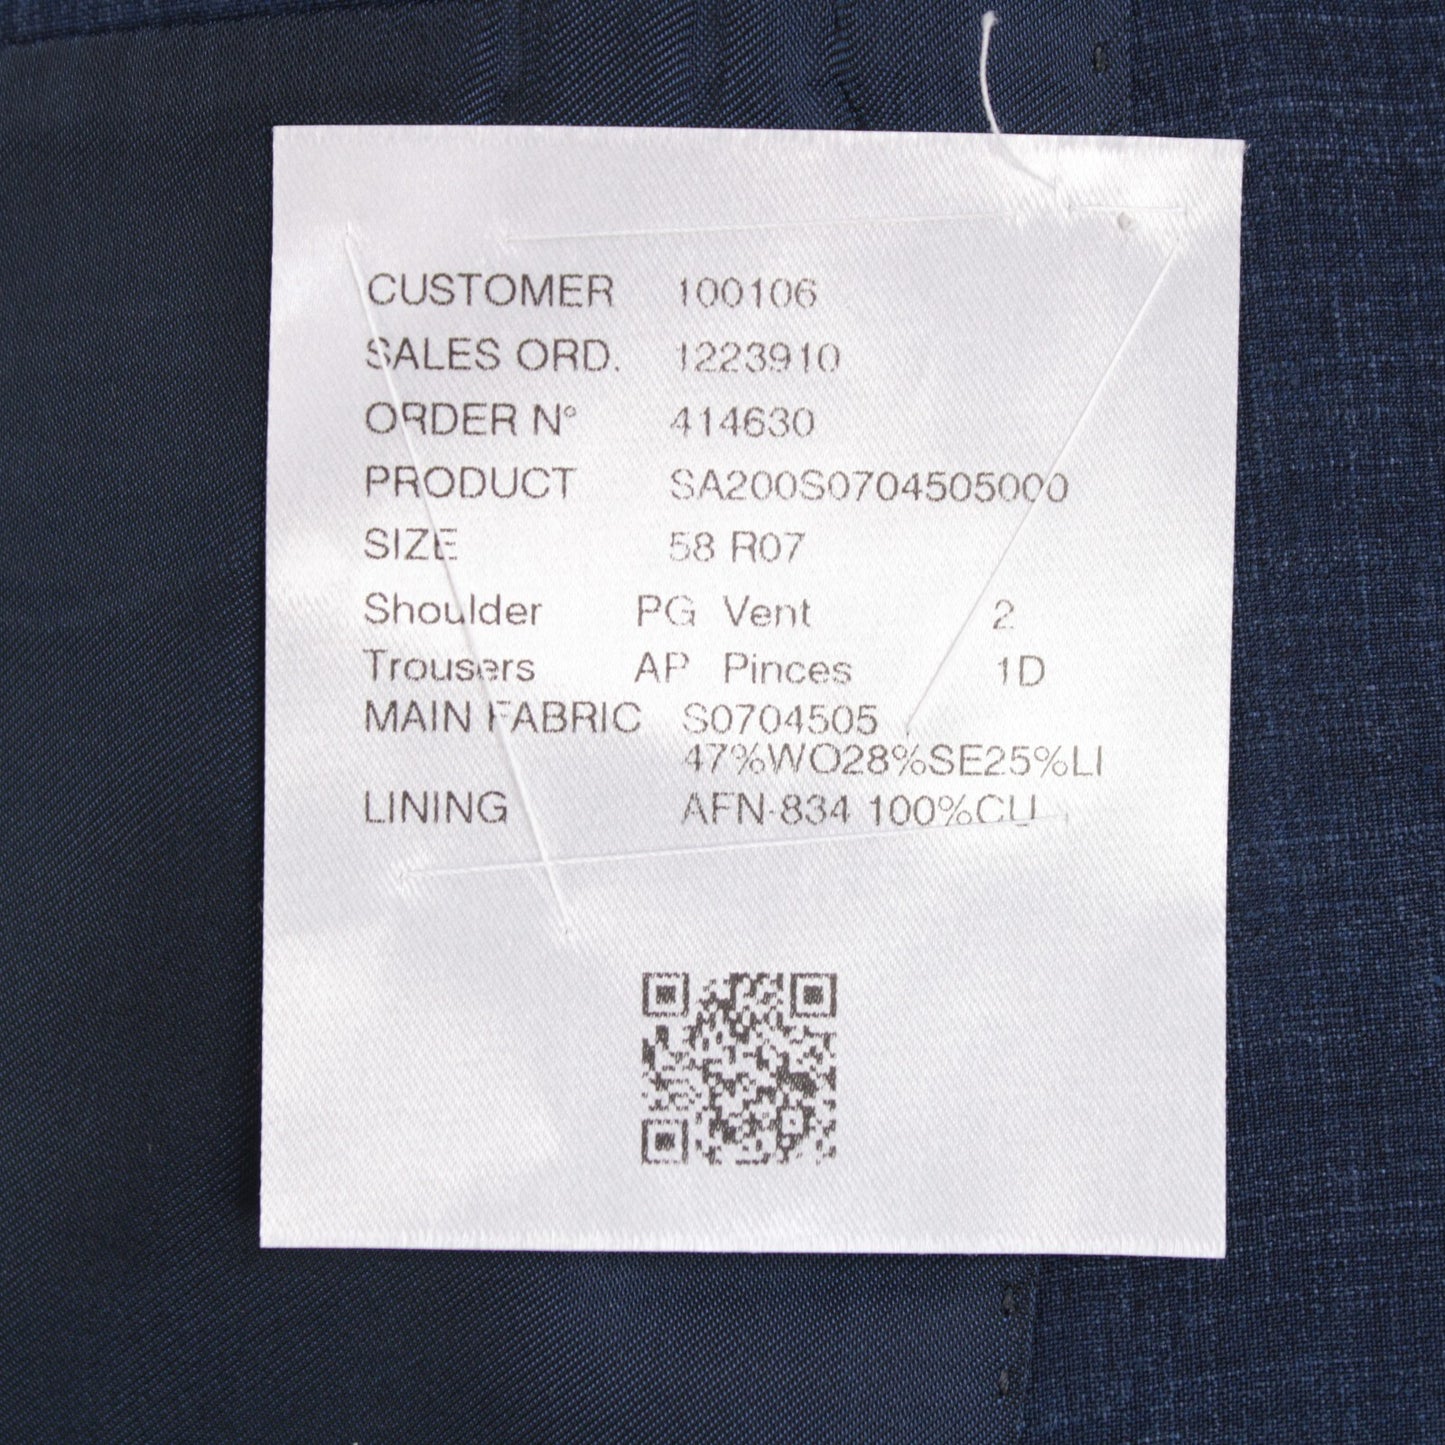 CUSTOMER 100106
SALES ORD. 1223910
ORDER N° 414630
PRODUCT SA200S0704505000
SIZE 58 R07
Shoulder PG Vent 2
Trousers AP Pinces 1D
MAIN FABRIC S0704505
47%WO28%SE25%LI
LINING AFN-834 100%CU